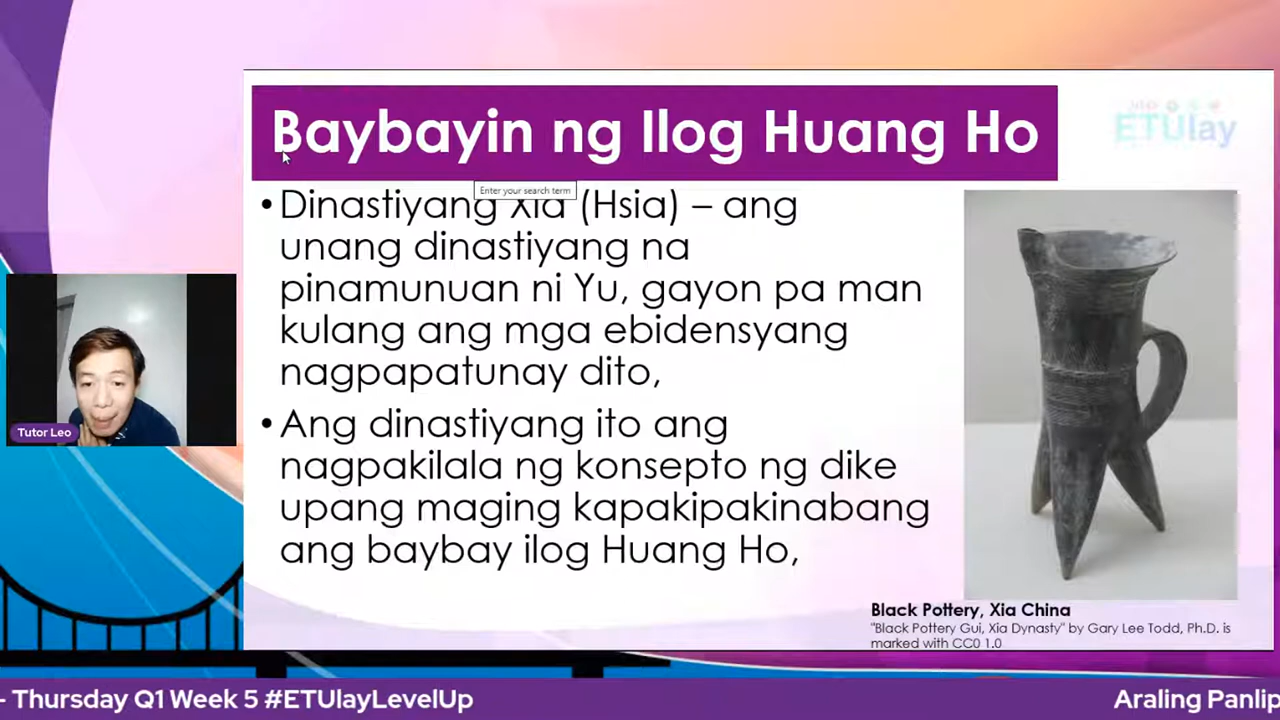 Baybayin ng Ilog Huang Ho
ETUlay
Enter your search term
•Dinastiyang Xia (Hsia) – ang
unang dinastiyang na
pinamunuan ni Yu, gayon pa man
kulang ang mga ebidensyang
nagpapatunay dito,
•Ang dinastiyang ito ang
nagpakilala ng konsepto ng dike
upang maging kapakipakinabang
ang baybay ilog Huang Ho,
Tutor Leo
Black Pottery, Xia China
"Black Pottery Gui, Xia Dynasty" by Gary Lee Todd, Ph.D. is
marked with CC0 1.0
- Thursday Q1 Week 5 #ETUlayLevelUp
Araling Panlip